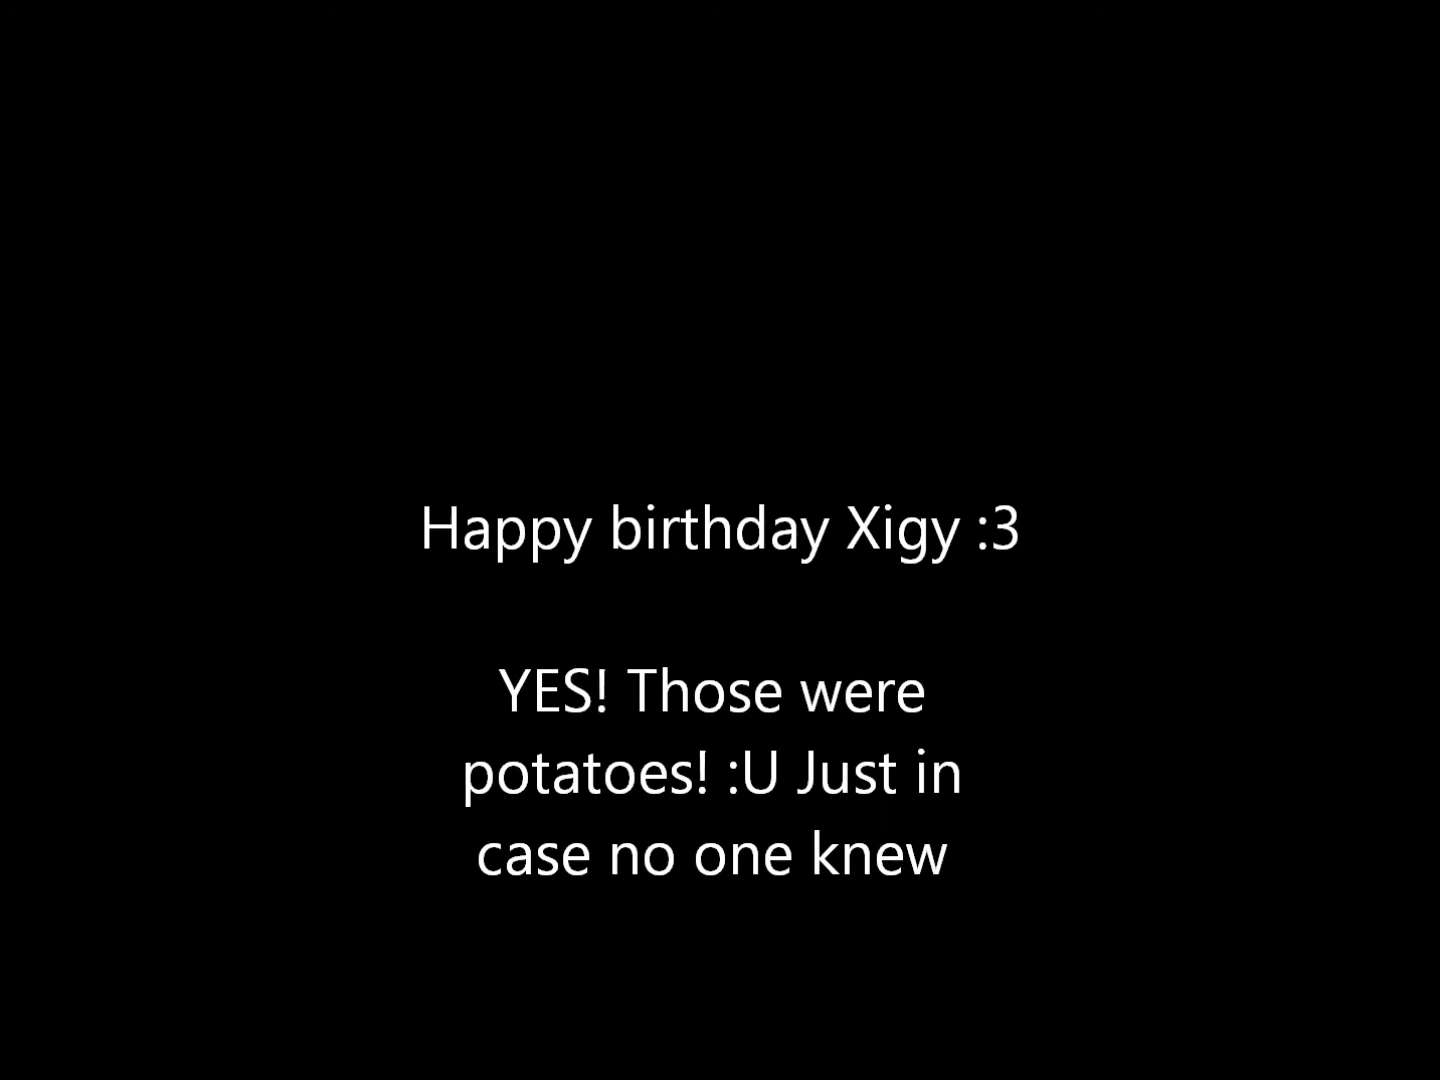 Happy birthday Xigy :3
YES! Those were
potatoes! :U Just in
case no one knew